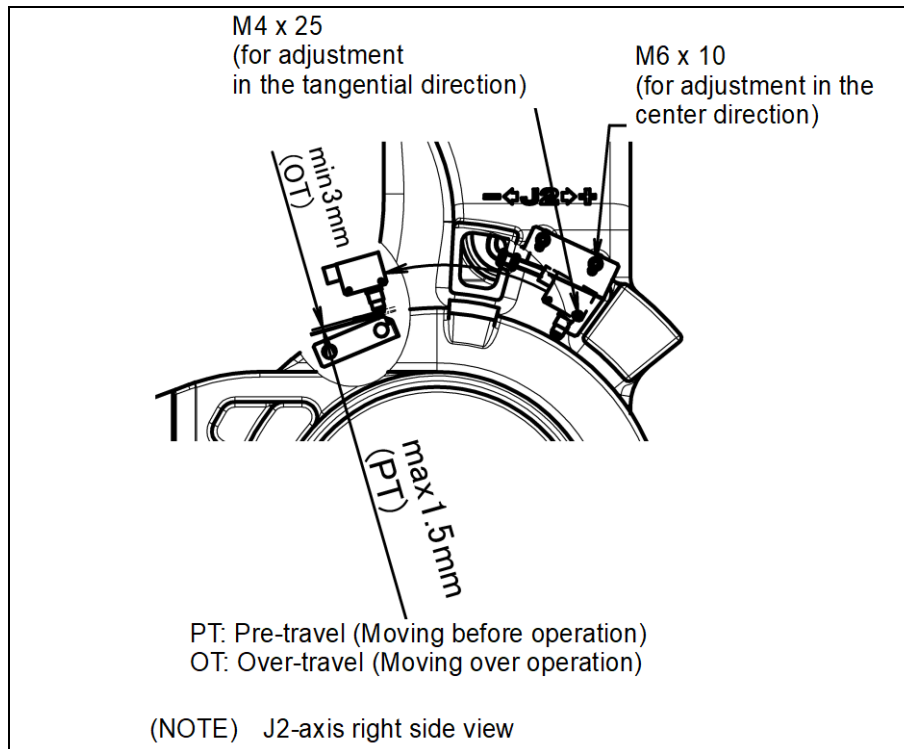 M4 x 25
(for adjustment
in the tangential direction)
M6 x 10
(for adjustment in the
center direction)
min3mm
(OT)
J2
max1.5mm
(PT)
PT: Pre-travel (Moving before operation)
OT: Over-travel (Moving over operation)
(NOTE) J2-axis right side view